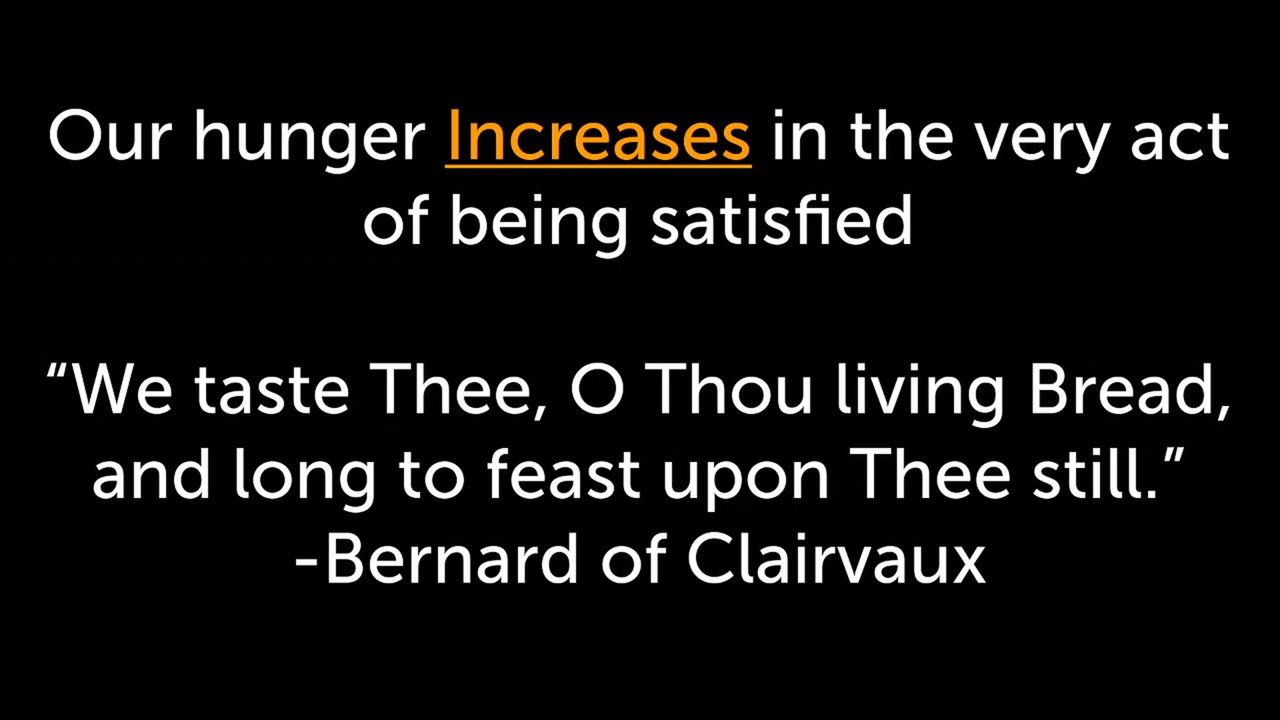 Our hunger Increases in the very act
of being satisfied
“We taste Thee, O Thou living Bread,
and long to feast upon Thee still.”
-Bernard of Clairvaux